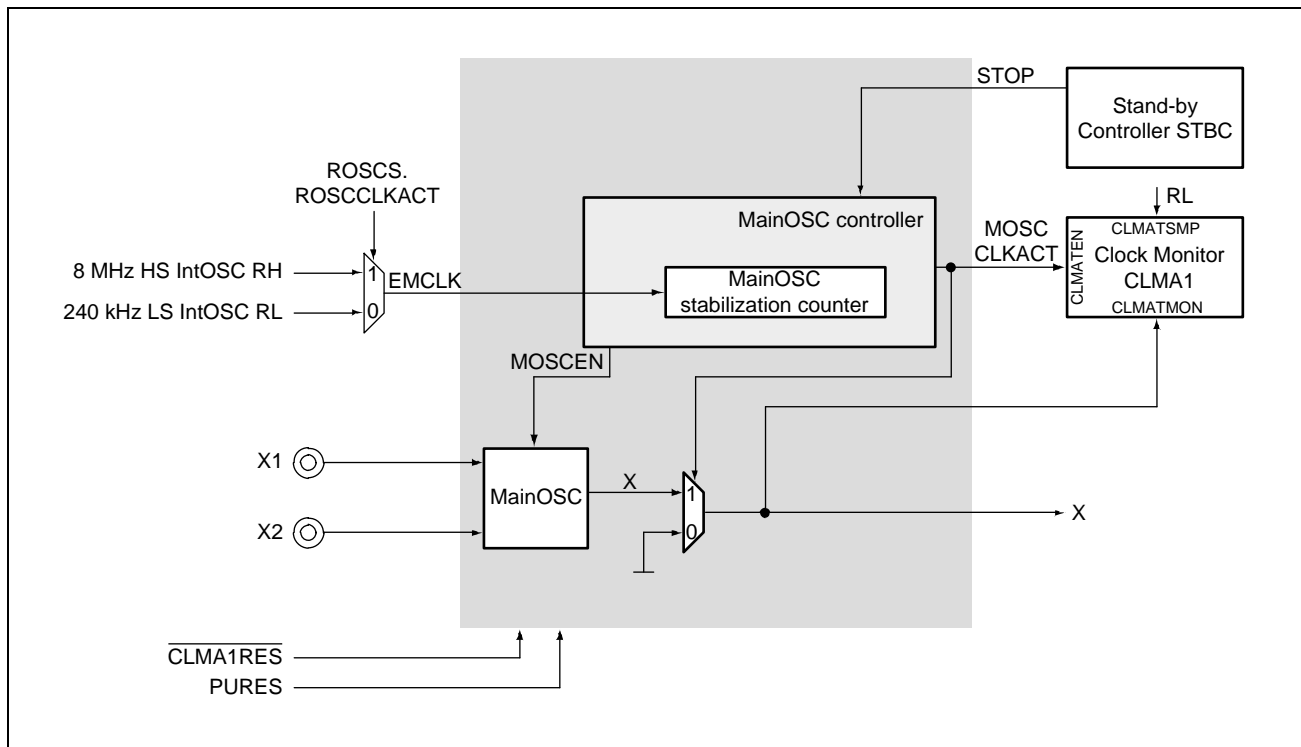 STOP
Stand-by
Controller STBC
ROSCS.
ROSCCLKACT
RL
MainOSC controller
MOSC
CLKACT
CLMATEN
CLMATSMP
Clock Monitor
CLMA1
CLMATMON
8 MHz HS IntOSC RH
1
EMCLK
MainOSC
stabilization counter
240 kHz LS IntOSC RL
0
MOSCEN
X1
MainOSC
X
1
X2
0
X
CLMA1RES
PURES